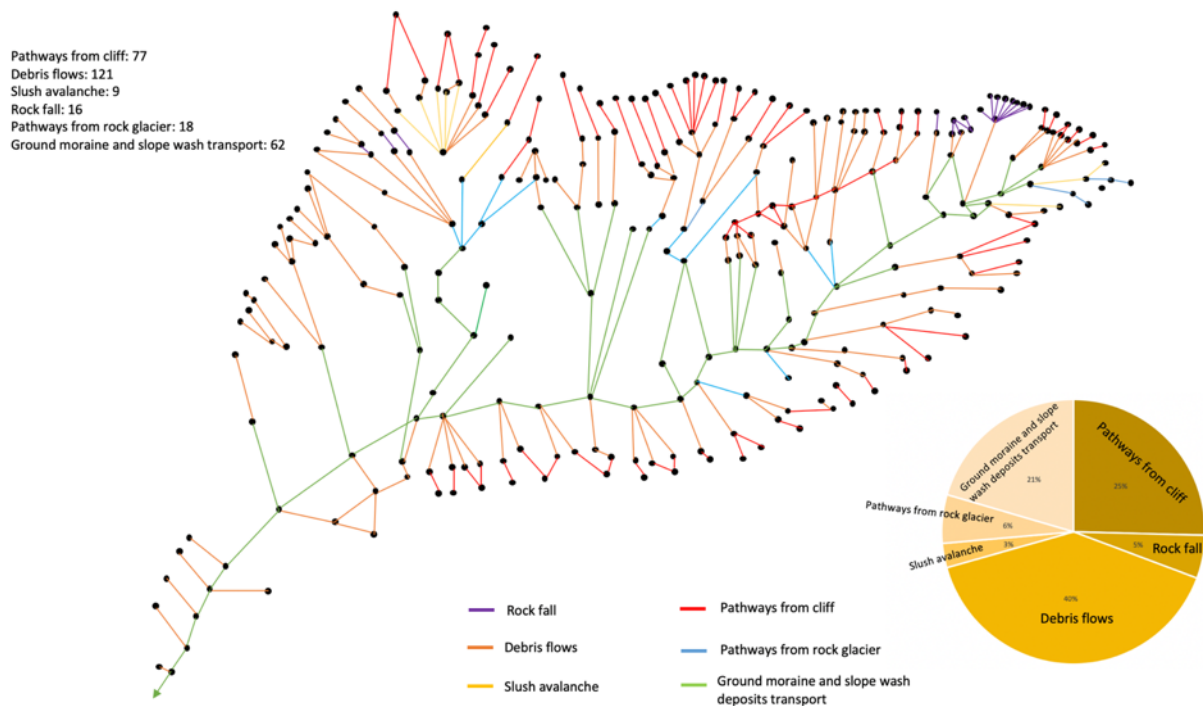 Pathways from cliff: 77
Debris flows: 121
Slush avalanche: 9
Rock fall: 16
Pathways from rock glacier: 18
Ground moraine and slope wash transport: 62
Ground moraine and slope
wash deposits transport
21%
Pathways from cliff
25%
Pathways from rock glacier
6%
Slush avalanche
3%
5%
Rock fall
40%
Debris flows
Rock fall
Pathways from cliff
Debris flows
Pathways from rock glacier
Slush avalanche
Ground moraine and slope wash
deposits transport